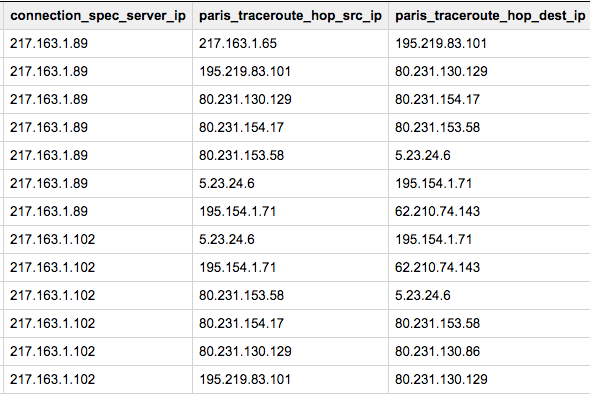 connection_spec_server_ip paris_traceroute_hop_src_ip paris_traceroute_hop_dest_ip
217.163.1.89 217.163.1.65 195.219.83.101
217.163.1.89 195.219.83.101 80.231.130.129
217.163.1.89 80.231.130.129 80.231.154.17
217.163.1.89 80.231.154.17 80.231.153.58
217.163.1.89 80.231.153.58 5.23.24.6
217.163.1.89 5.23.24.6 195.154.1.71
217.163.1.89 195.154.1.71 62.210.74.143
217.163.1.102 5.23.24.6 195.154.1.71
217.163.1.102 195.154.1.71 62.210.74.143
217.163.1.102 80.231.153.58 5.23.24.6
217.163.1.102 80.231.154.17 80.231.153.58
217.163.1.102 80.231.130.129 80.231.130.86
217.163.1.102 195.219.83.101 80.231.130.129